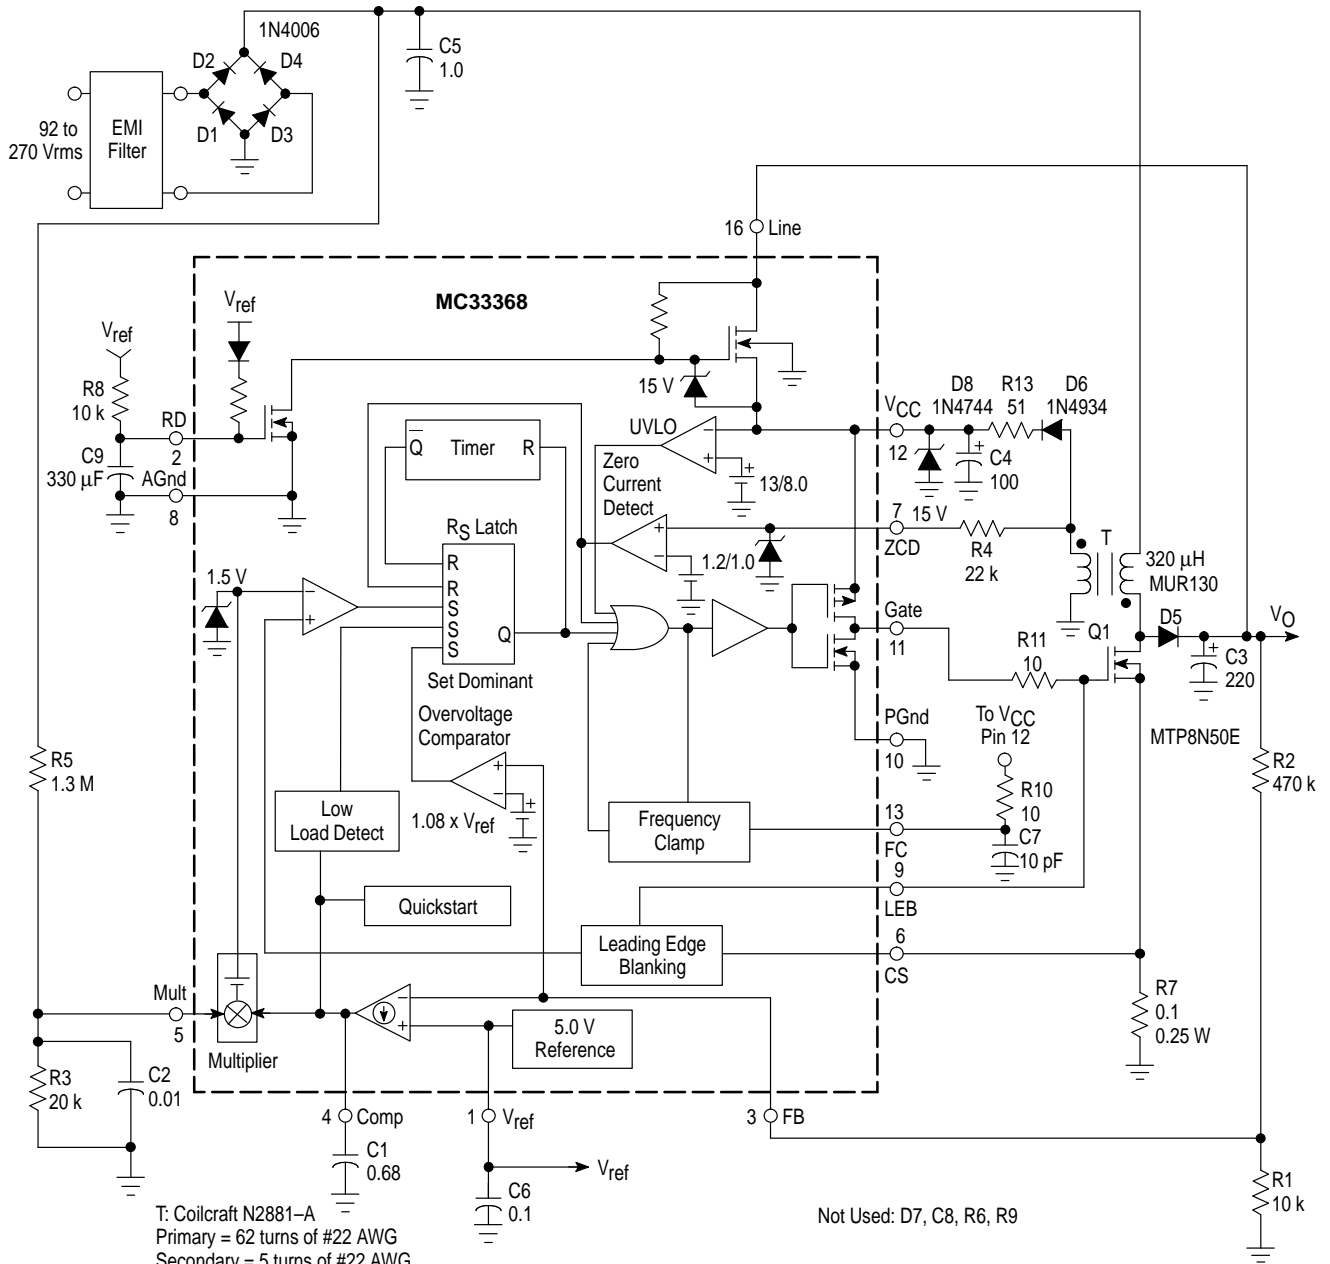 1N4006
D2
D4
D1
D3
C5
1.0
92 to
270 Vrms
EMI
Filter
16
Line
MC33368
Vref
Vref
R8
10 k
RD
2
C9
330 µF
AGnd
8
15 V
UVLO
Q
Timer
R
Zero
Current
Detect
13/8.0
VCC
12
D8
1N4744
R13
51
D6
1N4934
C4
100
7
15 V
ZCD
R4
22 k
T
320 µH
MUR130
RS Latch
R
R
S
S
S
Q
Set Dominant
1.2/1.0
1.5 V
Gate
11
R11
10
Q1
D5
VO
C3
220
MTP8N50E
Overvoltage
Comparator
1.08 x Vref
PGnd
10
To VCC
Pin 12
R10
10
C7
10 pF
R5
1.3 M
R2
470 k
Low
Load Detect
Frequency
Clamp
13
FC
9
LEB
Quickstart
Leading Edge
Blanking
6
CS
R7
0.1
0.25 W
Mult
5
Multiplier
5.0 V
Reference
R3
20 k
C2
0.01
4
Comp
1
Vref
3
FB
C1
0.68
Vref
C6
0.1
R1
10 k
T: Coilcraft N2881–A
Primary = 62 turns of #22 AWG
Secondary = 5 turns of #22 AWG
Not Used: D7, C8, R6, R9